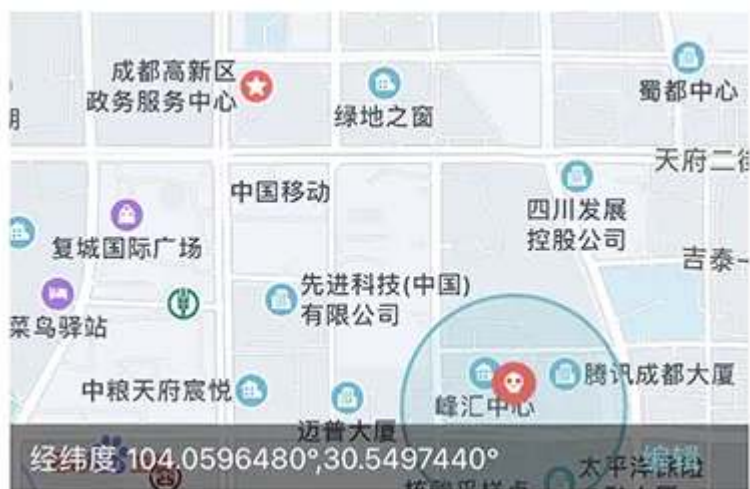 成都高新区
政务服务中心
蜀都中心
绿地之窗
天府二街
中国移动
四川发展
控股公司
复城国际广场
吉泰一
先进科技(中国)
有限公司
菜鸟驿站
中粮天府宸悦
腾讯成都大厦
峰汇中心
迈普大厦
经纬度 104.0596480°,30.5497440°
编辑
太平洋保险